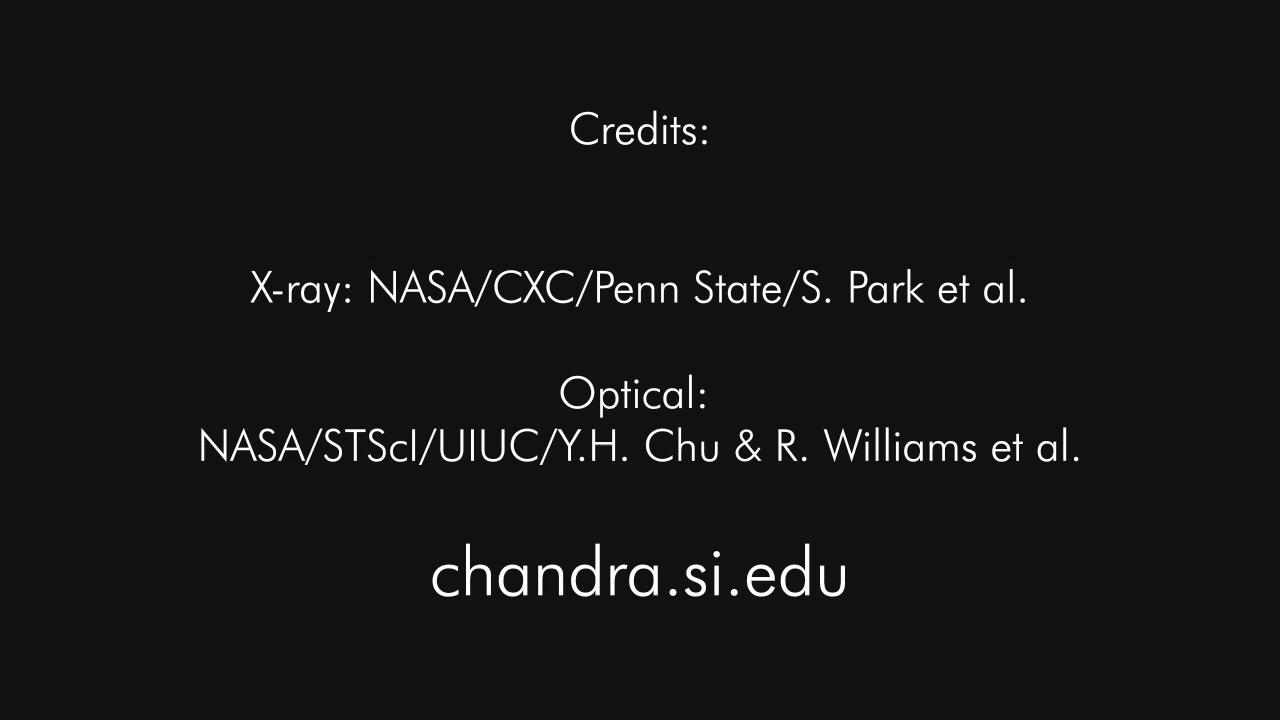 Credits:
X-ray: NASA/CXC/Penn State/S. Park et al.
Optical:
NASA/STScI/UIUC/Y.H. Chu & R. Williams et al.
chandra.si.edu